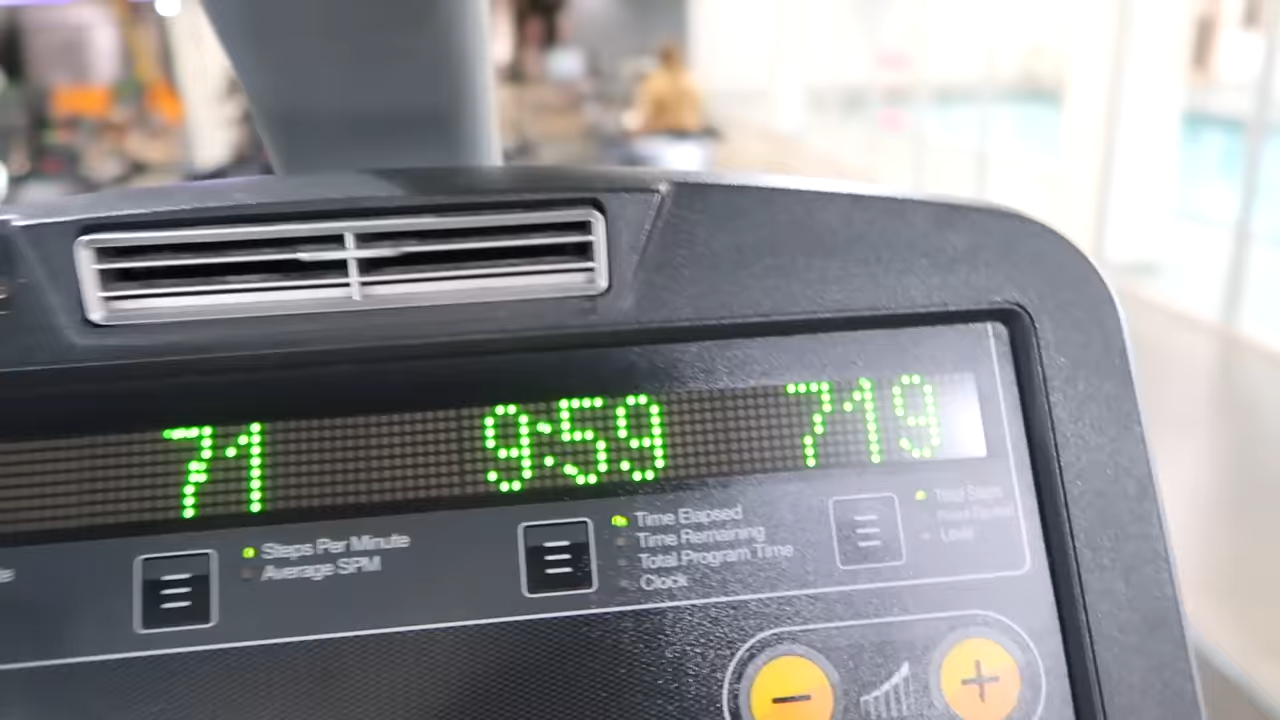 71 9:59 719
Steps Per Minute
Average SPM
Time Elapsed
Time Remaining
Total Program Time
Clock
Total Steps
Level